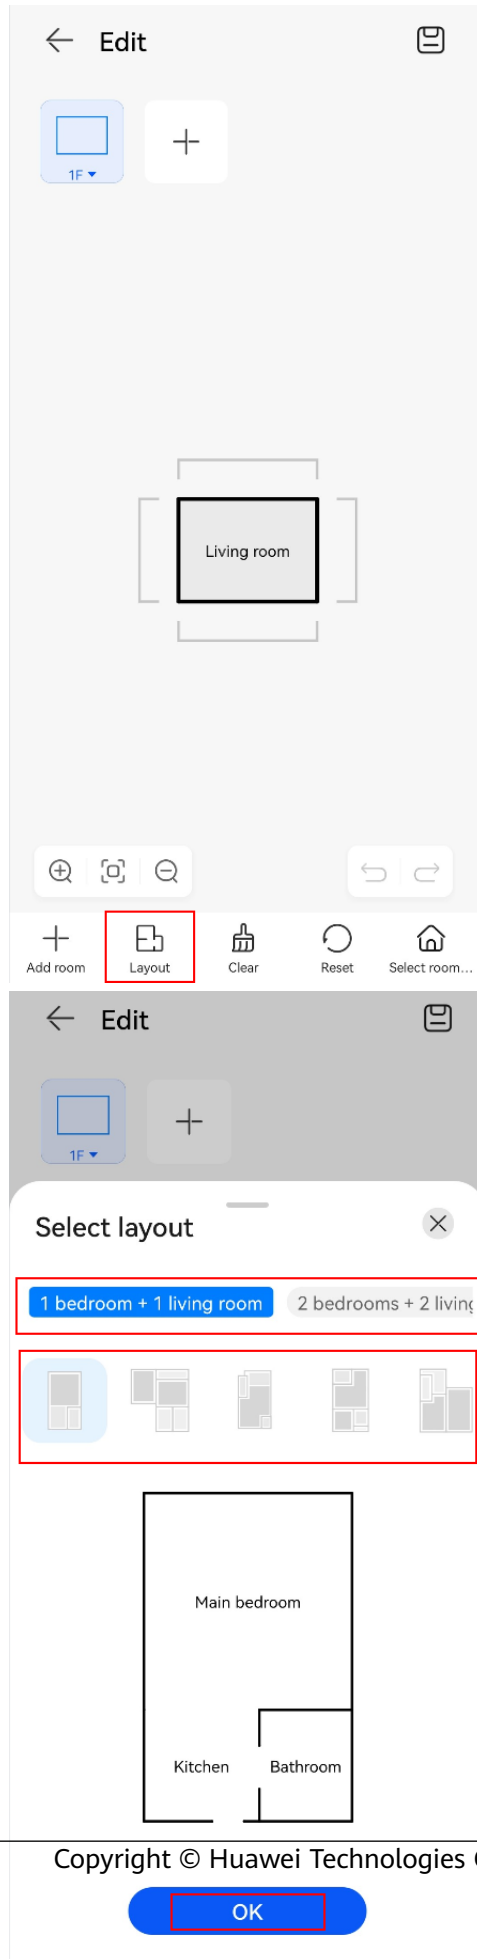 Edit
1F
Living room
Add room Layout Clear Reset Select room...
Edit
1F
Select layout
1 bedroom + 1 living room 2 bedrooms + 2 living
Main bedroom
Kitchen Bathroom
Copyright © Huawei Technologies
OK